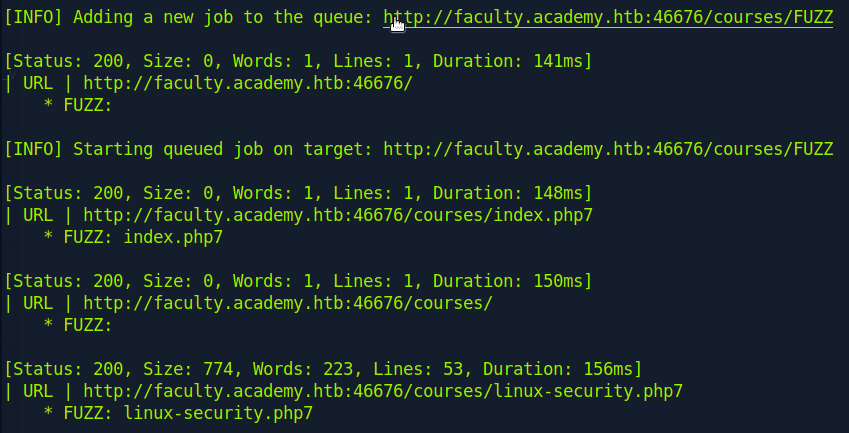 [INFO] Adding a new job to the queue: http://faculty.academy.htb:46676/courses/FUZZ
[Status: 200, Size: 0, Words: 1, Lines: 1, Duration: 141ms]
| URL | http://faculty.academy.htb:46676/
* FUZZ:
[INFO] Starting queued job on target: http://faculty.academy.htb:46676/courses/FUZZ
[Status: 200, Size: 0, Words: 1, Lines: 1, Duration: 148ms]
| URL | http://faculty.academy.htb:46676/courses/index.php7
* FUZZ: index.php7
[Status: 200, Size: 0, Words: 1, Lines: 1, Duration: 150ms]
| URL | http://faculty.academy.htb:46676/courses/
* FUZZ:
[Status: 200, Size: 774, Words: 223, Lines: 53, Duration: 156ms]
| URL | http://faculty.academy.htb:46676/courses/linux-security.php7
* FUZZ: linux-security.php7